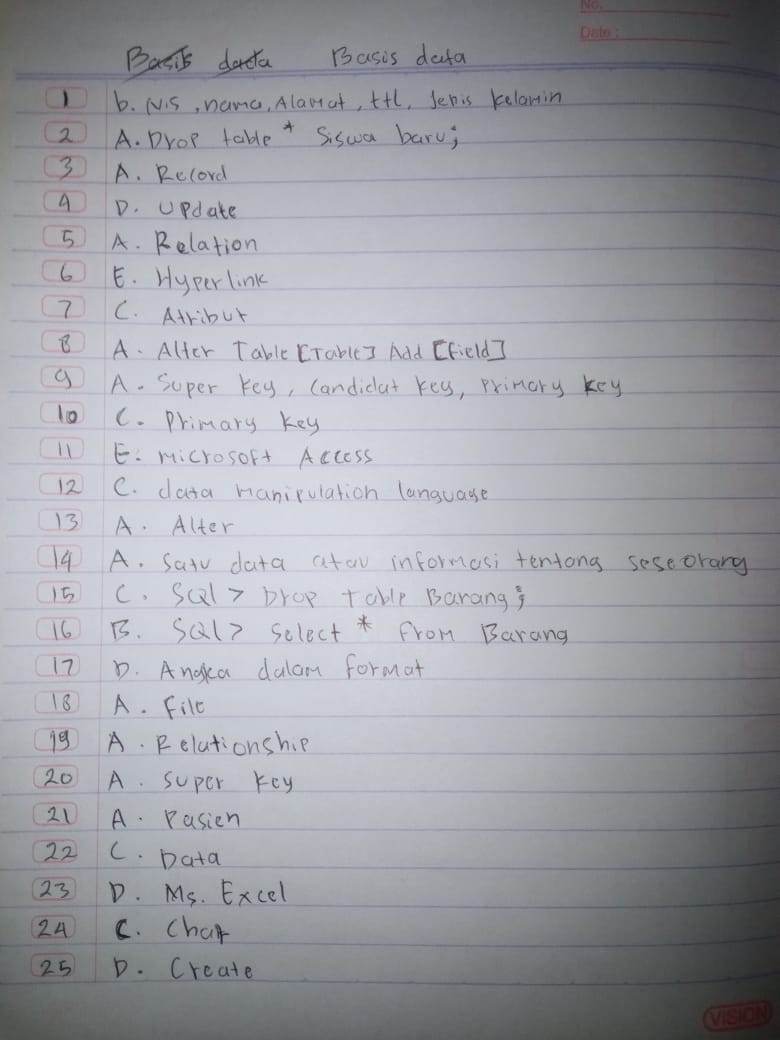 No.
Date:
Basis data Basis data
1 b. NIS, nama, Alamat, ttl, Jenis kelamin
2 A. Drop table * Siswa baru;
3 A. Record
4 D. Update
5 A. Relation
6 E. Hyperlink
7 C. Atribut
8 A. Alter Table [Table] Add [Field]
9 A. Super key, Candidat key, Primary key
10 C. Primary key
11 E. Microsoft Access
12 C. data Manipulation language
13 A. Alter
14 A. Satu data atau informasi tentang seseorang
15 C. SQL > Drop table Barang;
16 B. SQL > Select * From Barang
17 D. Angka dalam format
18 A. File
19 A. Relationship
20 A. Super key
21 A. Pasien
22 C. Data
23 D. Ms. Excel
24 C. Char
25 D. Create
VISION